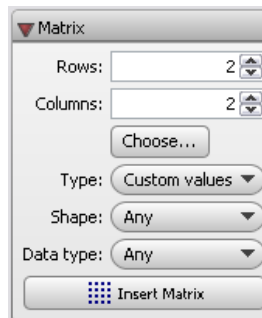 Matrix
Rows: 2
Columns: 2
Choose...
Type: Custom values
Shape: Any
Data type: Any
Insert Matrix